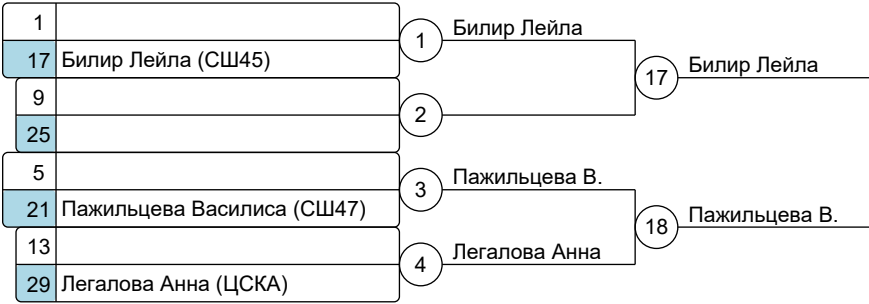 1
17 Билир Лейла (СШ45)
1 Билир Лейла
17 Билир Лейла
9
25
2
5
21 Пажильцева Василиса (СШ47)
3 Пажильцева В.
18 Пажильцева В.
13
29 Легалова Анна (ЦСКА)
4 Легалова Анна